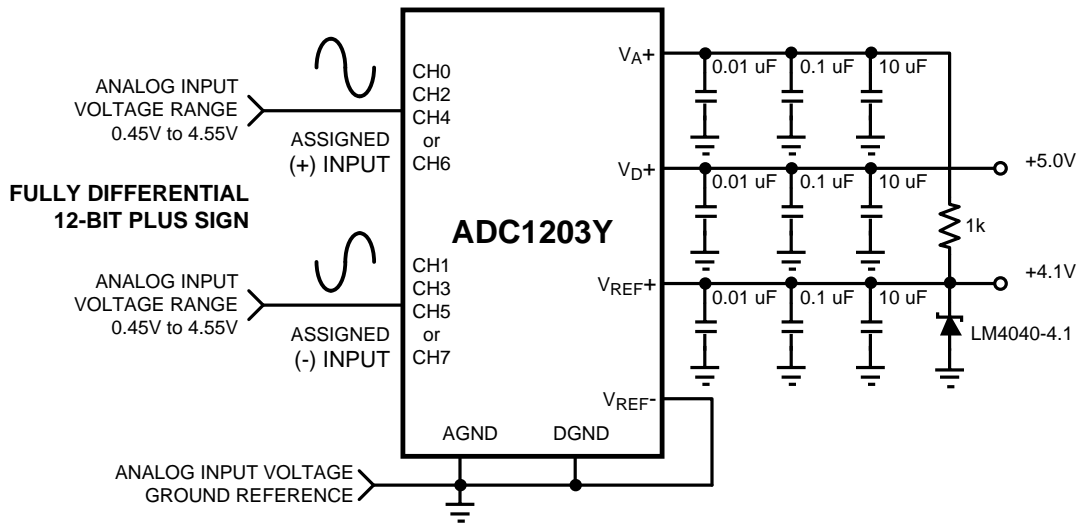 ANALOG INPUT
VOLTAGE RANGE
0.45V to 4.55V
ASSIGNED
(+) INPUT
CH0
CH2
CH4
or
CH6
FULLY DIFFERENTIAL
12-BIT PLUS SIGN
ADC1203Y
ANALOG INPUT
VOLTAGE RANGE
0.45V to 4.55V
ASSIGNED
(-) INPUT
CH1
CH3
CH5
or
CH7
VA+
0.01 uF
0.1 uF
10 uF
VD+
0.01 uF
0.1 uF
10 uF
+5.0V
1k
VREF+
0.01 uF
0.1 uF
10 uF
+4.1V
LM4040-4.1
VREF-
AGND
DGND
ANALOG INPUT VOLTAGE
GROUND REFERENCE